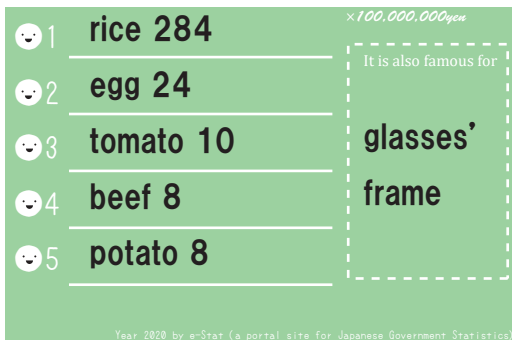 ×100,000,000yen
1 rice 284
2 egg 24
3 tomato 10
4 beef 8
5 potato 8
It is also famous for
glasses'
frame
Year 2020 by e-Stat (a portal site for Japanese Government Statistics)